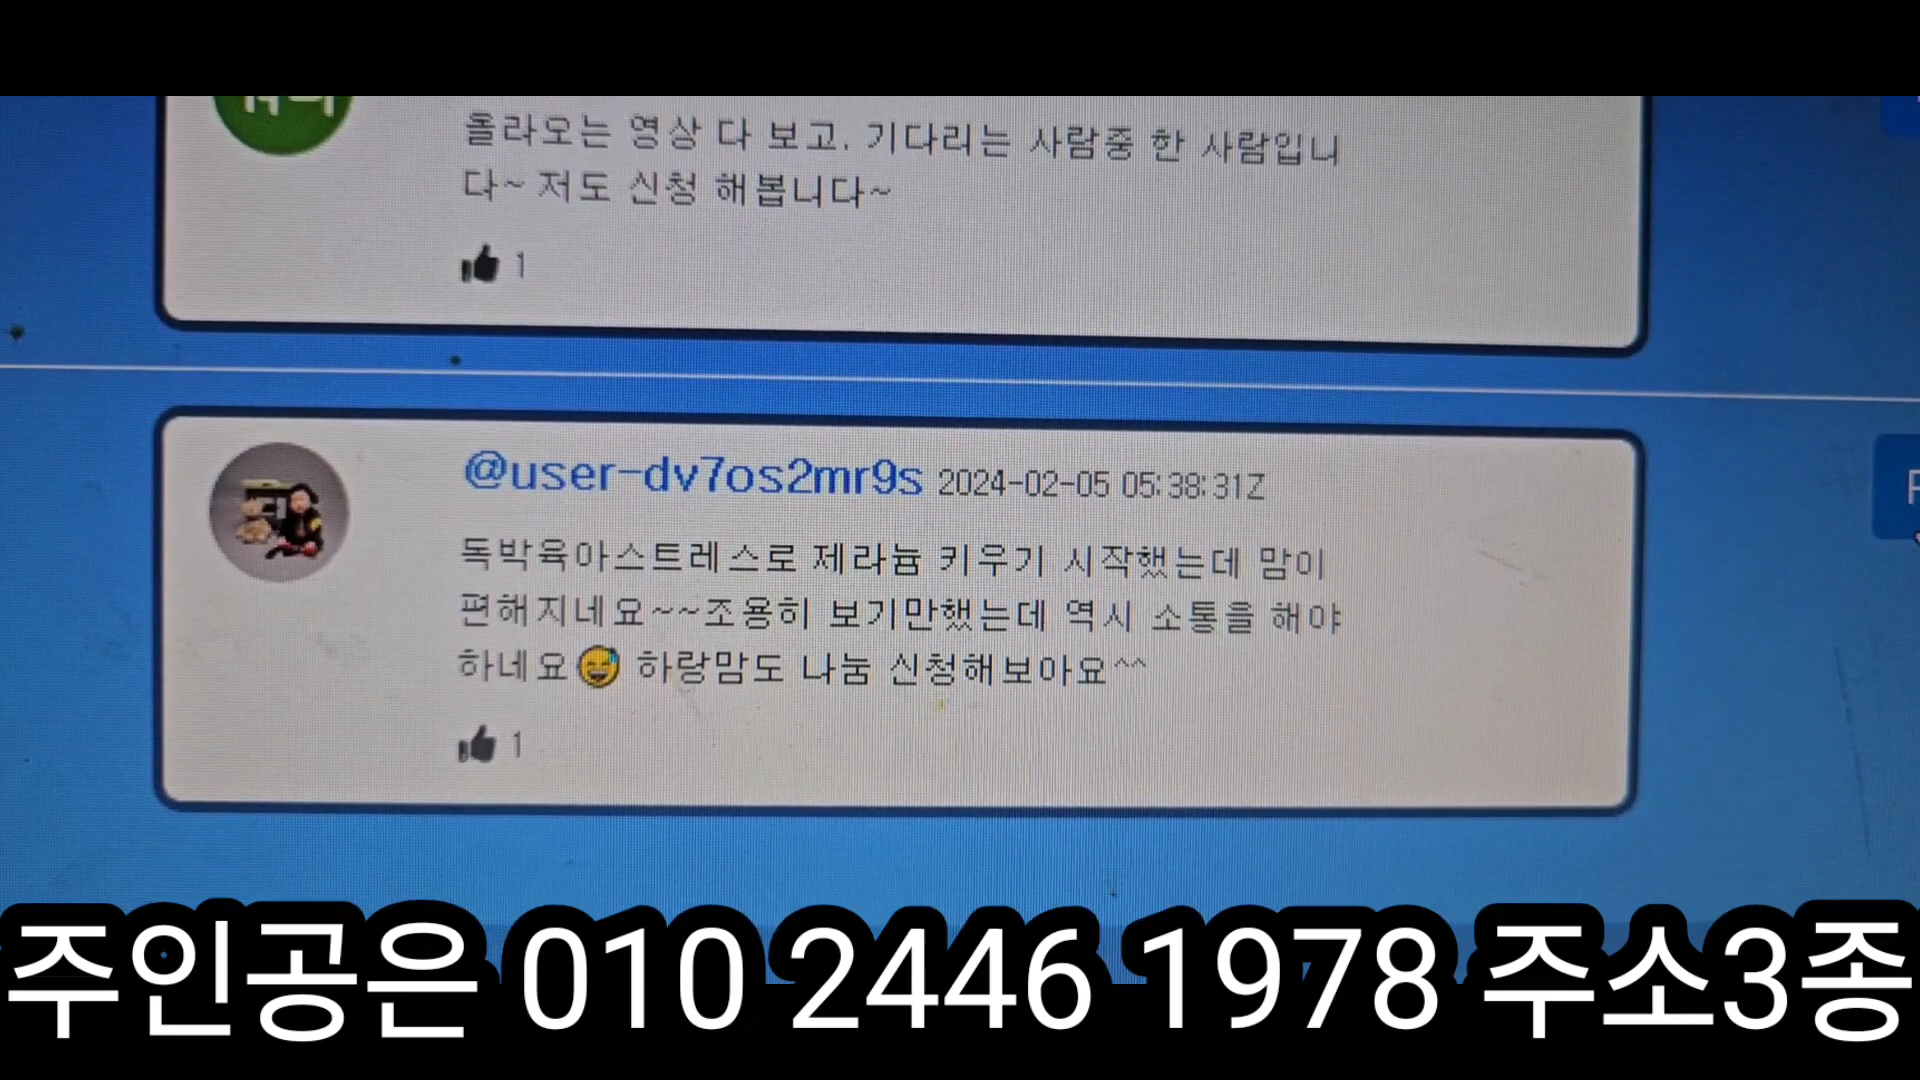 올라오는 영상 다 보고. 기다리는 사람중 한 사람입니
다~ 저도 신청 해봅니다~
1
@user-dv7os2mr9s 2024-02-05 05:38:31Z
독박육아스트레스로 제라늄 키우기 시작했는데 맘이
편해지네요~~조용히 보기만했는데 역시 소통을 해야
하네요😅 하랑맘도 나눔 신청해보아요^^
1
주인공은 010 2446 1978 주소3종